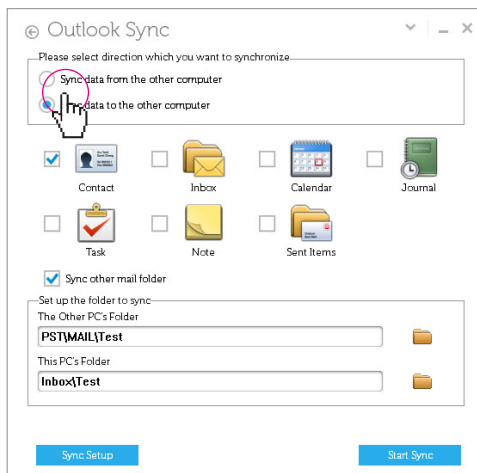 Outlook Sync
Please select direction which you want to synchronize
Sync data from the other computer
data to the other computer
Contact Inbox Calendar Journal
Task Note Sent Items
Sync other mail folder
Set up the folder to sync
The Other PC's Folder
PST\MAIL\Test
This PC's Folder
Inbox\Test
Sync Setup Start Sync